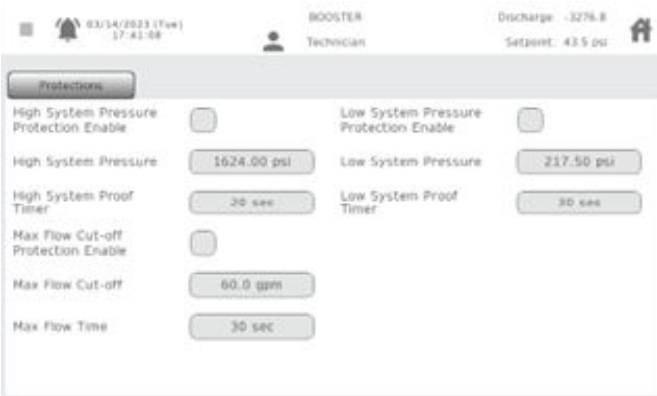 03/14/2023 (Tue)
17:41:08
BOOSTER
Technician
Discharge: -3276.8
Setpoint: 43.5 psi
Protections
High System Pressure
Protection Enable
Low System Pressure
Protection Enable
High System Pressure
1624.00 psi
Low System Pressure
217.50 psi
High System Proof
Timer
20 sec
Low System Proof
Timer
30 sec
Max Flow Cut-off
Protection Enable
Max Flow Cut-off
60.0 gpm
Max Flow Time
30 sec